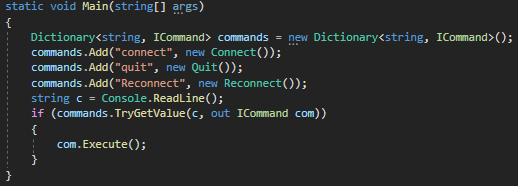 static void Main(string[] args)
{
Dictionary<string, ICommand> commands = new Dictionary<string, ICommand>();
commands.Add("connect", new Connect());
commands.Add("quit", new Quit());
commands.Add("Reconnect", new Reconnect());
string c = Console.ReadLine();
if (commands.TryGetValue(c, out ICommand com))
{
com.Execute();
}
}